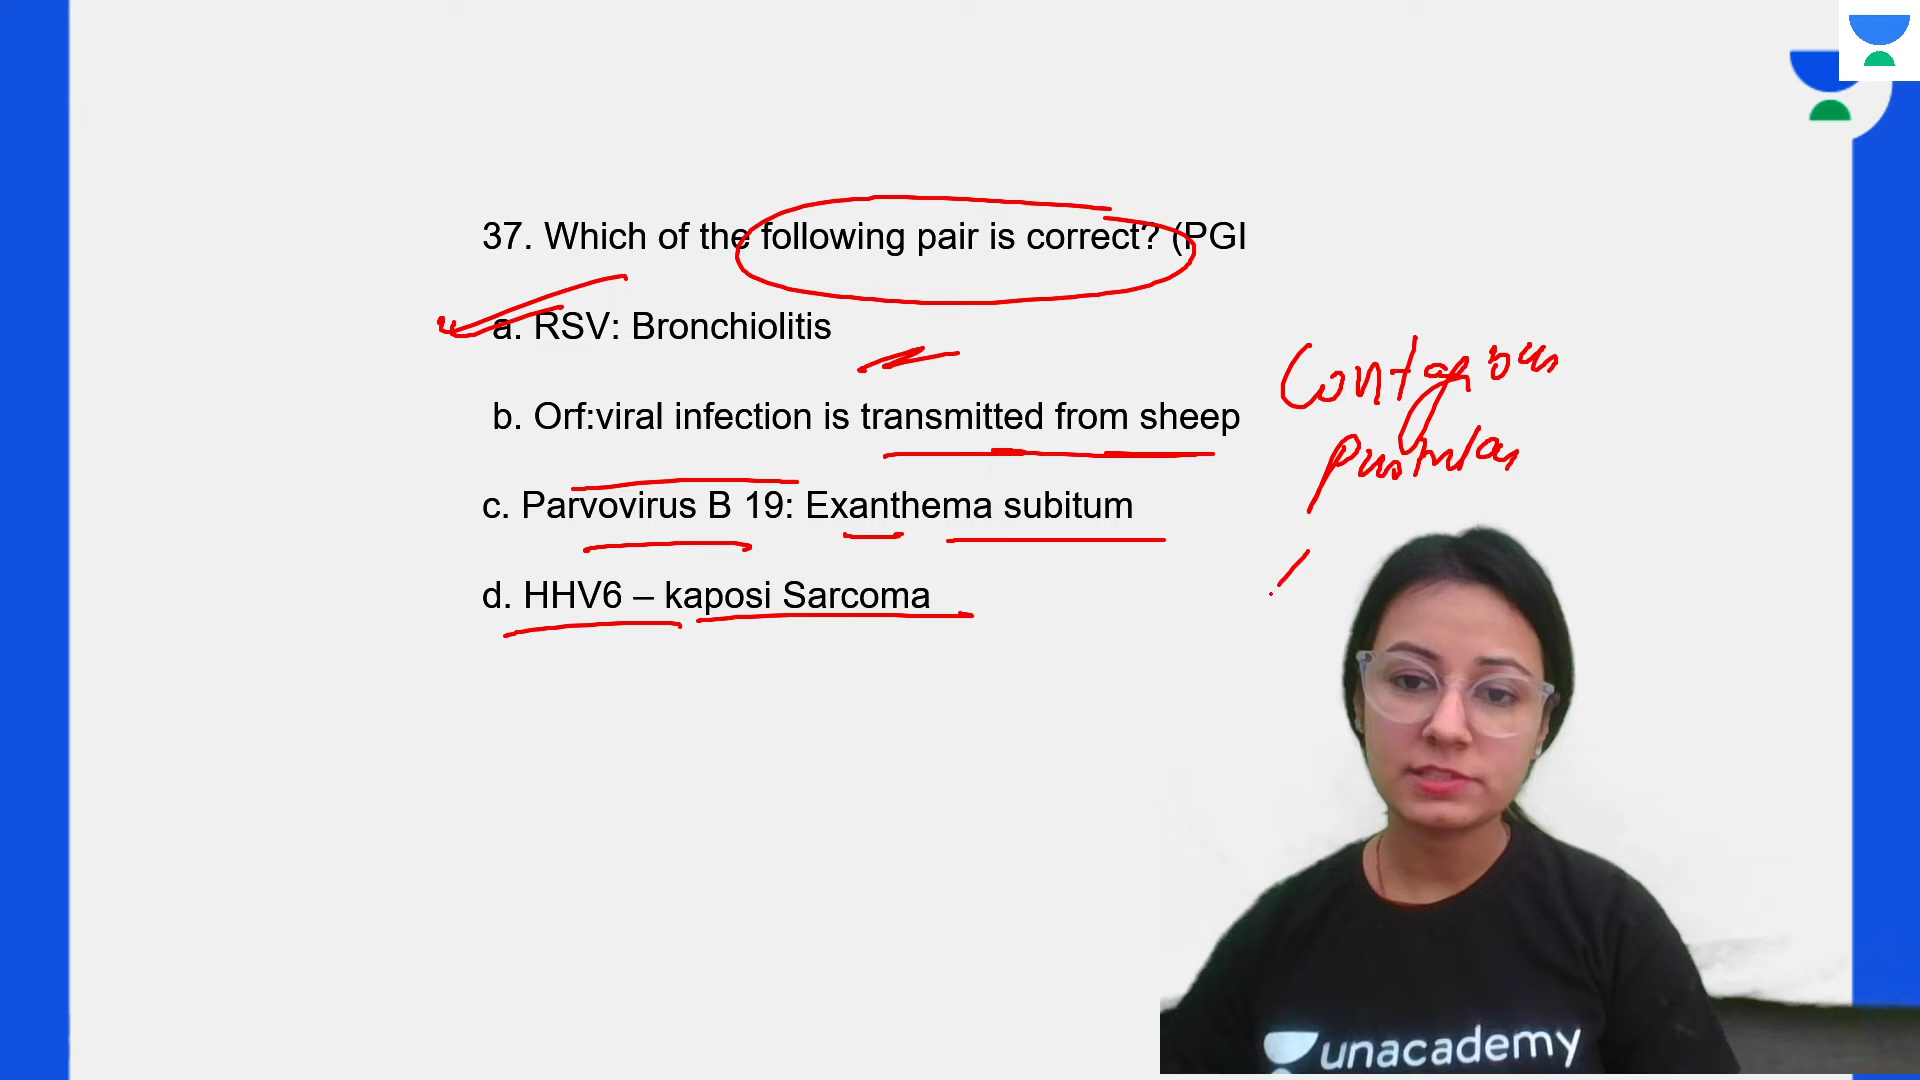 37. Which of the following pair is correct? (PGI
a. RSV: Bronchiolitis
b. Orf:viral infection is transmitted from sheep
c. Parvovirus B 19: Exanthema subitum
d. HHV6 – kaposi Sarcoma
unacademy